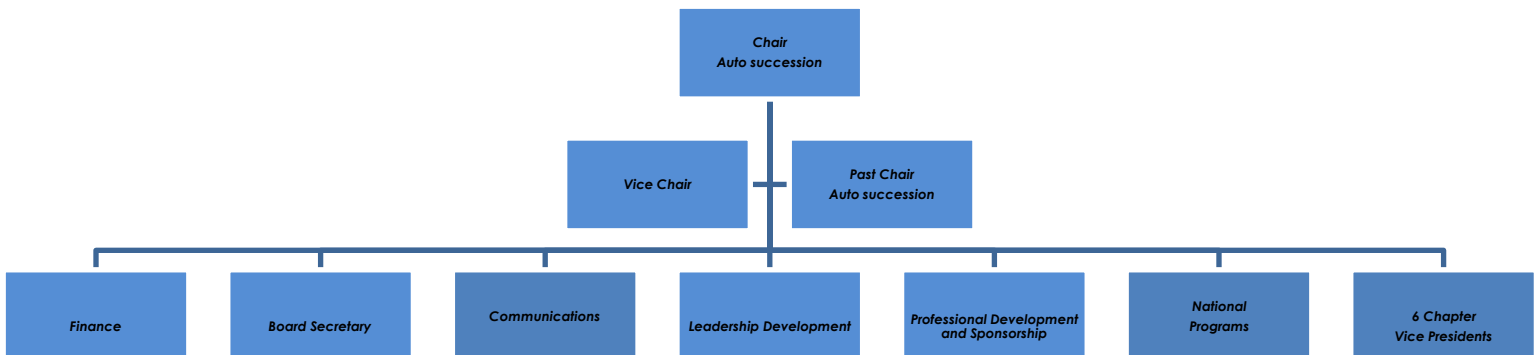 Chair
Auto succession
Vice Chair
Past Chair
Auto succession
Finance
Board Secretary
Communications
Leadership Development
Professional Development
and Sponsorship
National
Programs
6 Chapter
Vice Presidents